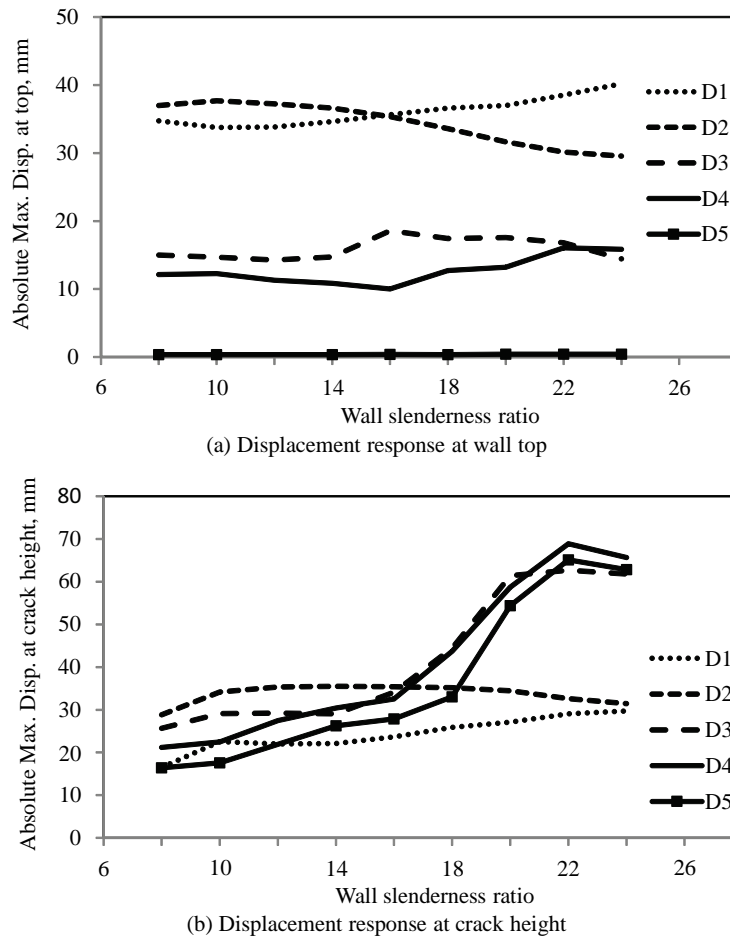 50
40
30
20
10
0
Absolute Max. Disp. at top, mm
D1
D2
D3
D4
D5
6 10 14 18 22 26
Wall slenderness ratio
(a) Displacement response at wall top
80
70
60
50
40
30
20
10
0
Absolute Max. Disp. at crack height, mm
D1
D2
D3
D4
D5
6 10 14 18 22 26
Wall slenderness ratio
(b) Displacement response at crack height